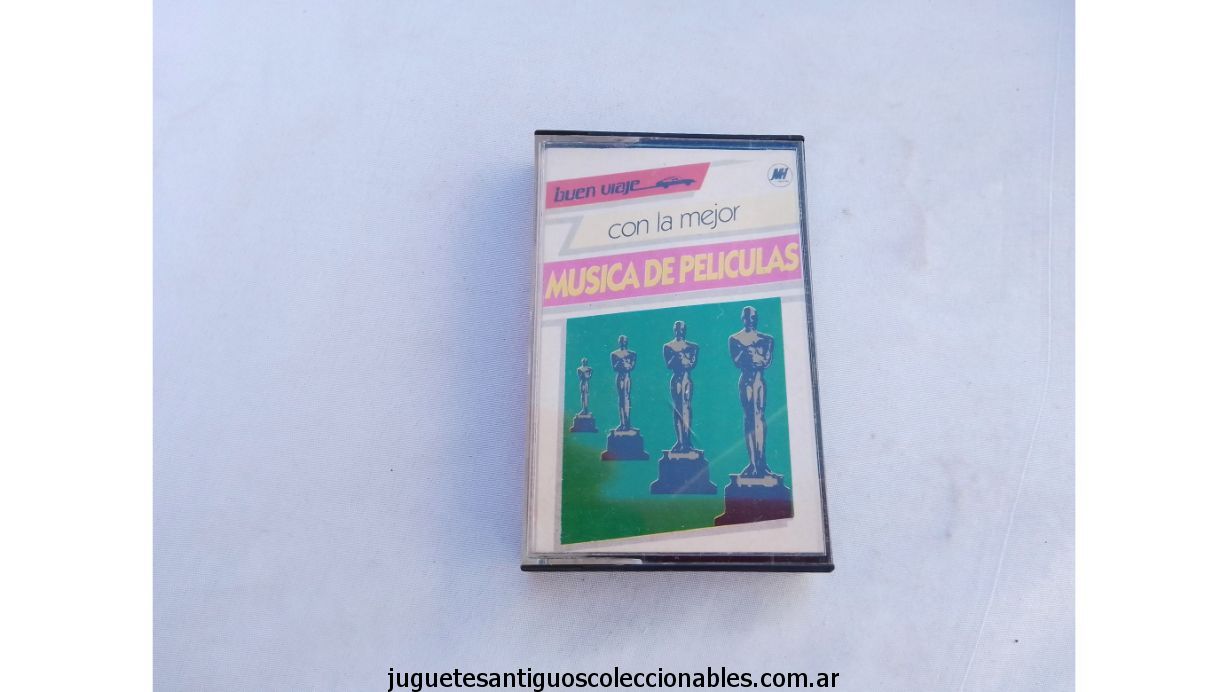 buen viaje
MH
con la mejor
MUSICA DE PELICULAS
juguetesantiguoscoleccionables.com.ar